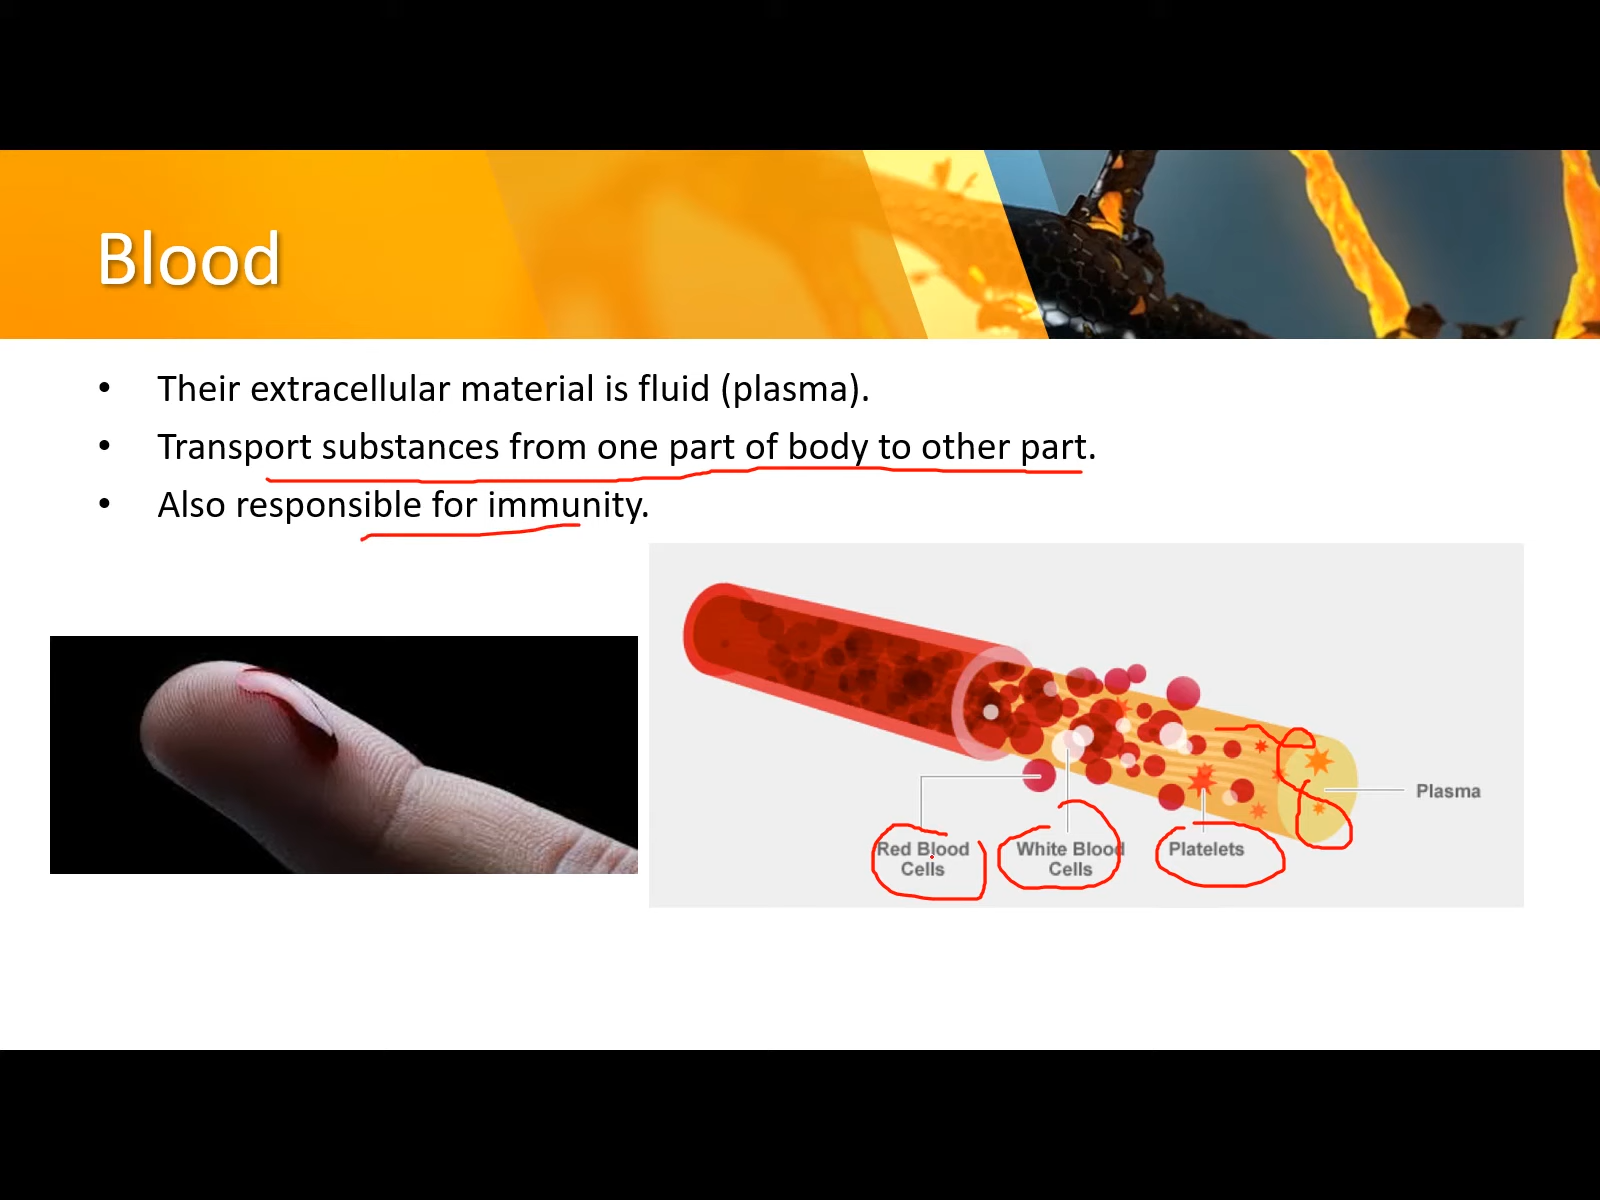 Blood
• Their extracellular material is fluid (plasma).
• Transport substances from one part of body to other part.
• Also responsible for immunity.
Plasma
Red Blood
Cells
White Blood
Cells
Platelets